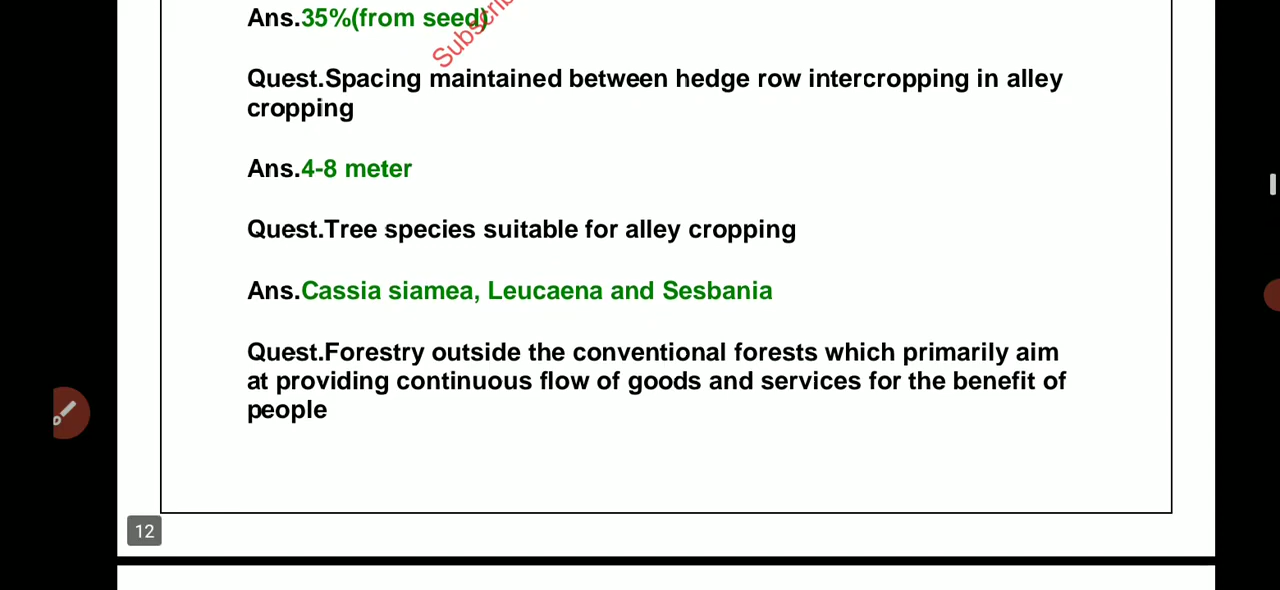 Ans.35%(from seed)
Subscrib
Quest.Spacing maintained between hedge row intercropping in alley
cropping
Ans.4-8 meter
Quest.Tree species suitable for alley cropping
Ans.Cassia siamea, Leucaena and Sesbania
Quest.Forestry outside the conventional forests which primarily aim
at providing continuous flow of goods and services for the benefit of
people
12